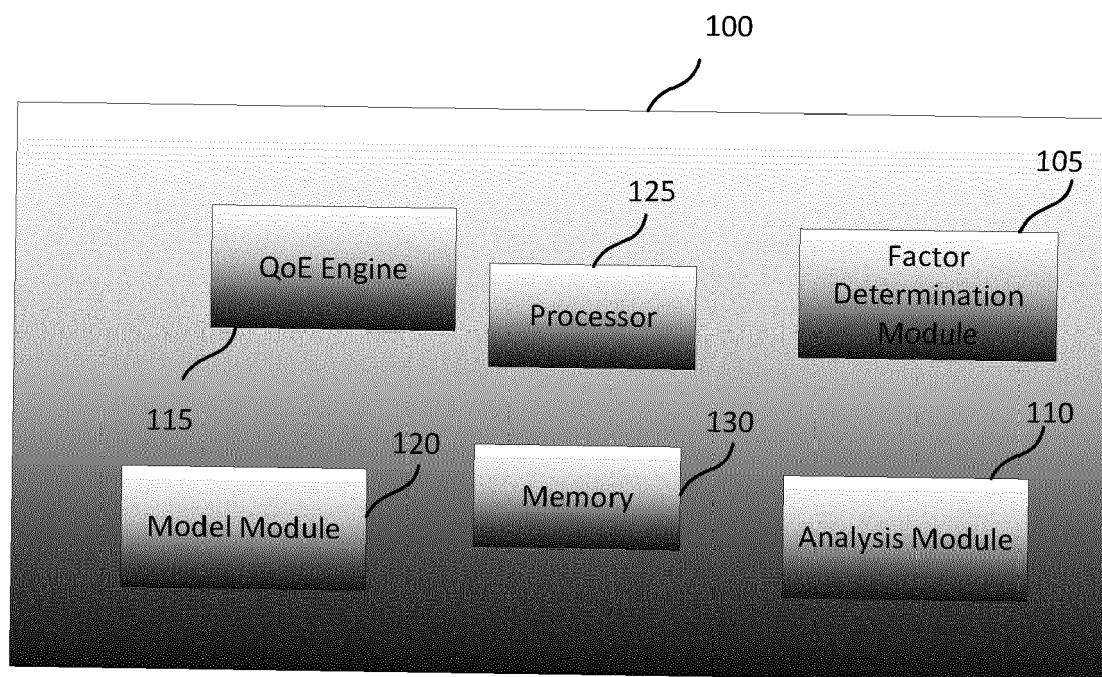 100
105
125
QoE Engine
Processor
Factor
Determination
Module
115
120
130
110
Model Module
Memory
Analysis Module